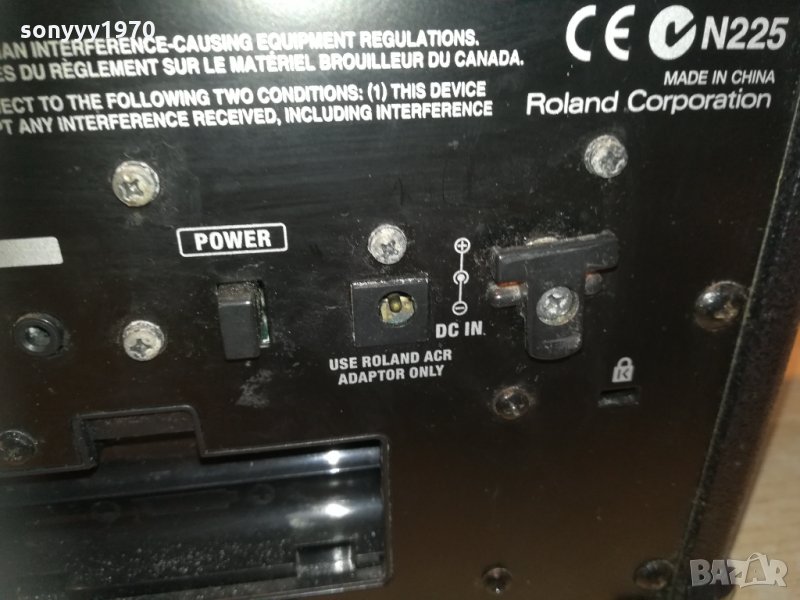 sonyyy1970
AN INTERFERENCE-CAUSING EQUIPMENT REGULATIONS.
ES DU RÈGLEMENT SUR LE MATÉRIEL BROUILLEUR DU CANADA.
ECT TO THE FOLLOWING TWO CONDITIONS: (1) THIS DEVICE
PT ANY INTERFERENCE RECEIVED, INCLUDING INTERFERENCE
CE N225
MADE IN CHINA
Roland Corporation
POWER
DC IN
USE ROLAND ACR
ADAPTOR ONLY
K
BAZAR